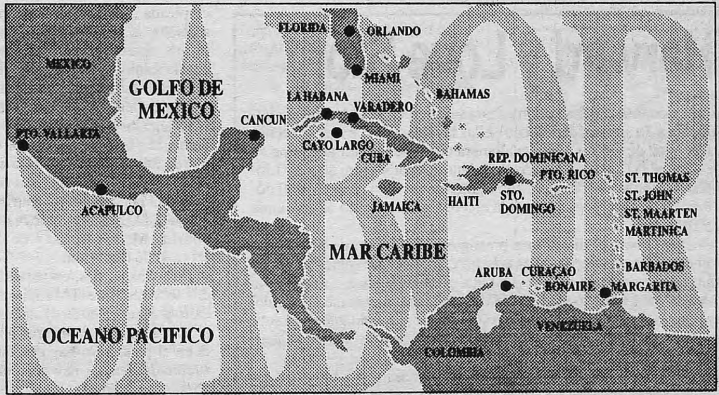 SABOR
FLORIDA
ORLANDO
MEXICO
MIAMI
GOLFO DE
MEXICO
BAHAMAS
LA HABANA
VARADERO
CANCUN
PTO. VALLARTA
CAYO LARGO
CUBA
REP. DOMINICANA
PTO. RICO
ST. THOMAS
ST. JOHN
ST. MAARTEN
MARTINICA
ACAPULCO
JAMAICA
HAITI
STO.
DOMINGO
MAR CARIBE
BARBADOS
ARUBA
CURAÇAO
BONAIRE
MARGARITA
OCEANO PACIFICO
VENEZUELA
COLOMBIA